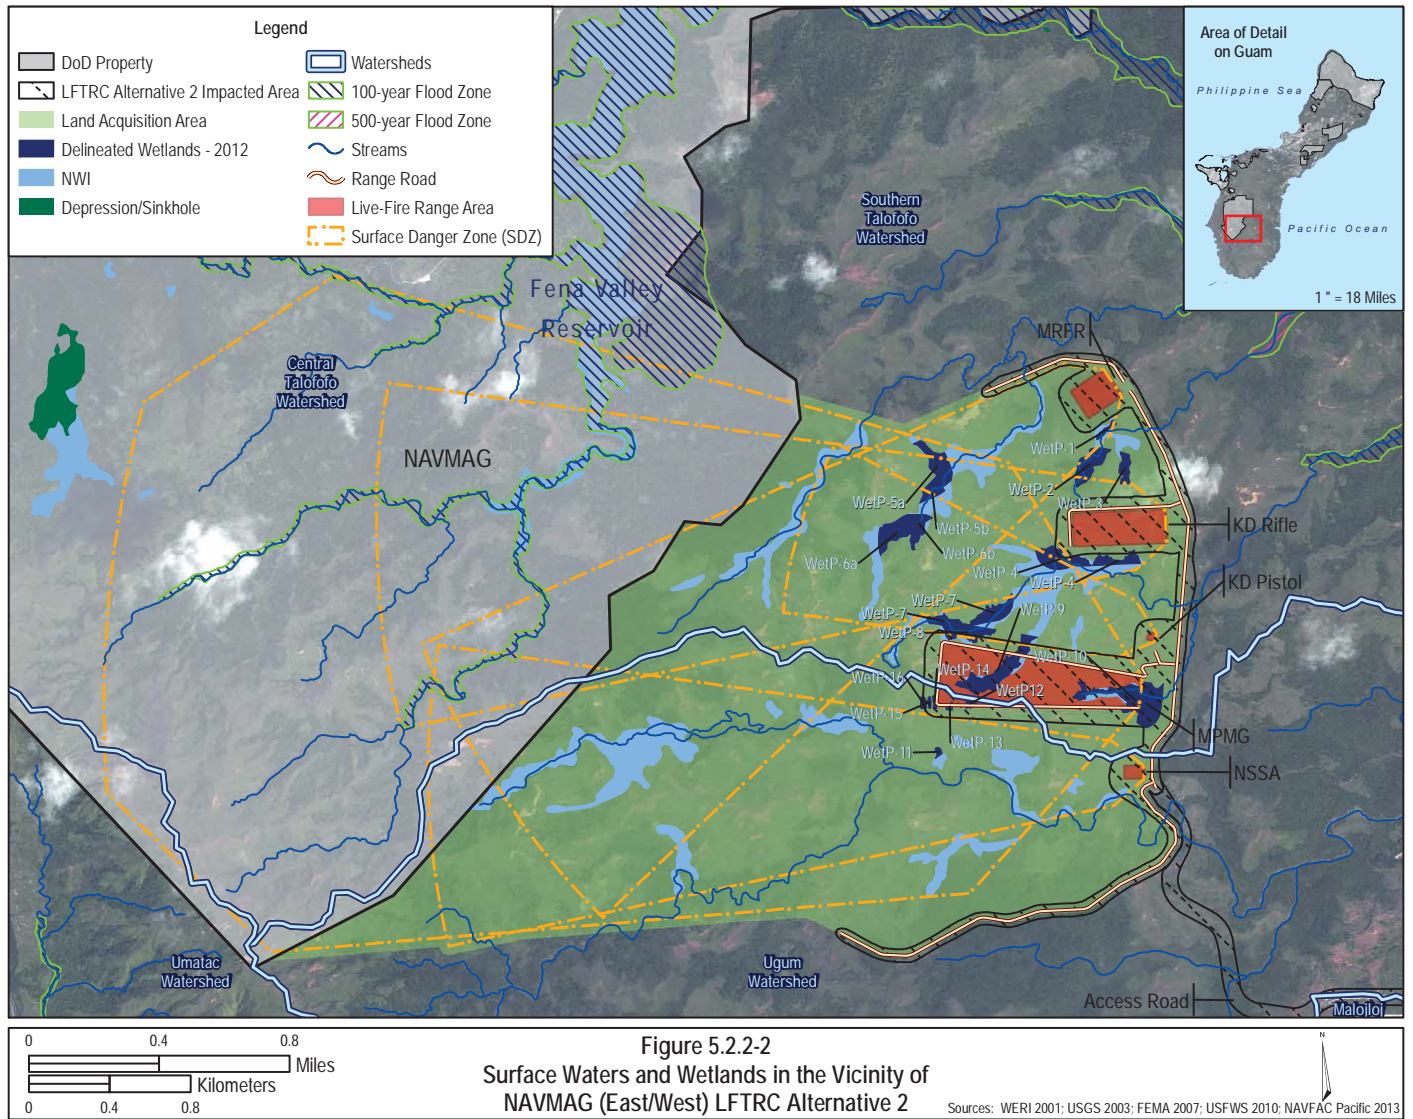 Legend
DoD Property
LFTRC Alternative 2 Impacted Area
Land Acquisition Area
Delineated Wetlands - 2012
NWI
Depression/Sinkhole
Watersheds
100-year Flood Zone
500-year Flood Zone
Streams
Range Road
Live-Fire Range Area
Surface Danger Zone (SDZ)
Area of Detail
on Guam
Philippine Sea
Pacific Ocean
1 " = 18 Miles
Southern
Talofofo
Watershed
Fena Valley
Reservoir
Central
Talofofo
Watershed
NAVMAG
MRFR
WetP-1
WetP-2
WetP-3
WetP-5a
WetP-5b
KD Rifle
WetP-6a
WetP-6b
WetP-4
WetP-4
KD Pistol
WetP-7
WetP-9
WetP-7
WetP-8
WetP-10
WetP-14
WetP-16
WetP12
WetP-15
WetP-13
MPMG
WetP-11
NSSA
Umatac
Watershed
Ugum
Watershed
Access Road
Malojloj
0 0.4 0.8
Miles
Kilometers
0 0.4 0.8
Figure 5.2.2-2
Surface Waters and Wetlands in the Vicinity of
NAVMAG (East/West) LFTRC Alternative 2
N
Sources: WERI 2001; USGS 2003; FEMA 2007; USFWS 2010; NAVFAC Pacific 2013